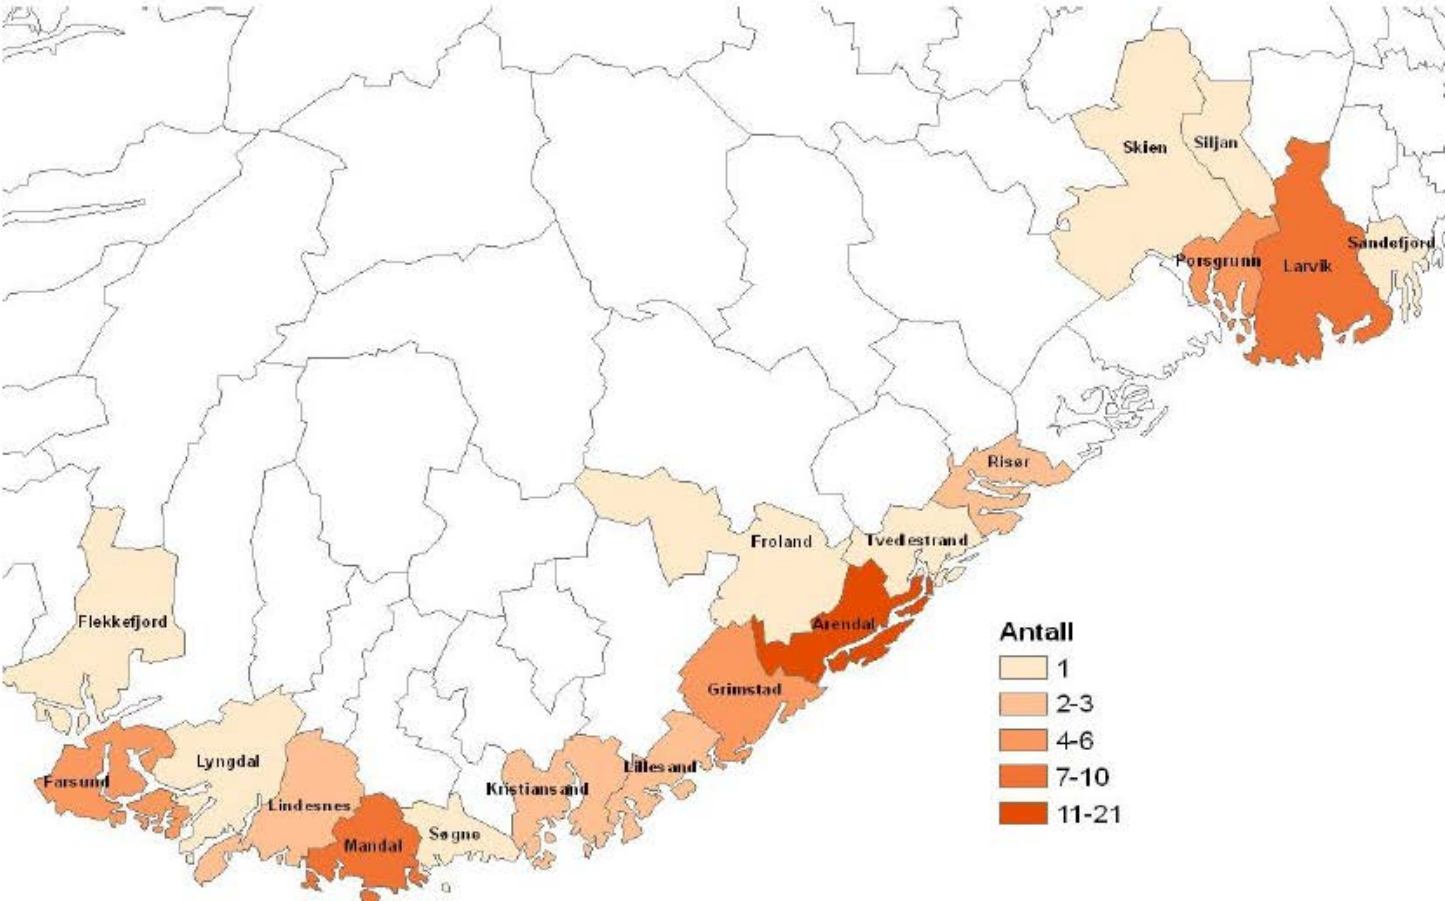 Skien
Siljan
Sandefjord
Porsgrunn
Larvik
Risør
Froland
Tvedestrand
Flekkefjord
Arendal
Grimstad
Lyngdal
Farsund
Lillesand
Kristiansand
Lindesnes
Søgne
Mandal
Antall
1
2-3
4-6
7-10
11-21